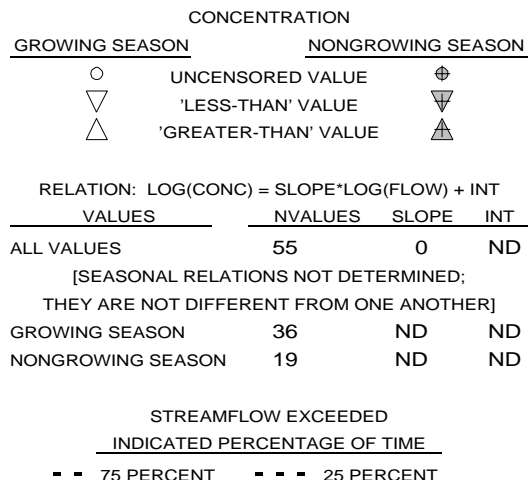 CONCENTRATION
GROWING SEASON NONGROWING SEASON
UNCENSORED VALUE
'LESS-THAN' VALUE
'GREATER-THAN' VALUE
RELATION: LOG(CONC) = SLOPE*LOG(FLOW) + INT
VALUES NVALUES SLOPE INT
ALL VALUES 55 0 ND
[SEASONAL RELATIONS NOT DETERMINED;
THEY ARE NOT DIFFERENT FROM ONE ANOTHER]
GROWING SEASON 36 ND ND
NONGROWING SEASON 19 ND ND
STREAMFLOW EXCEEDED
INDICATED PERCENTAGE OF TIME
75 PERCENT 25 PERCENT